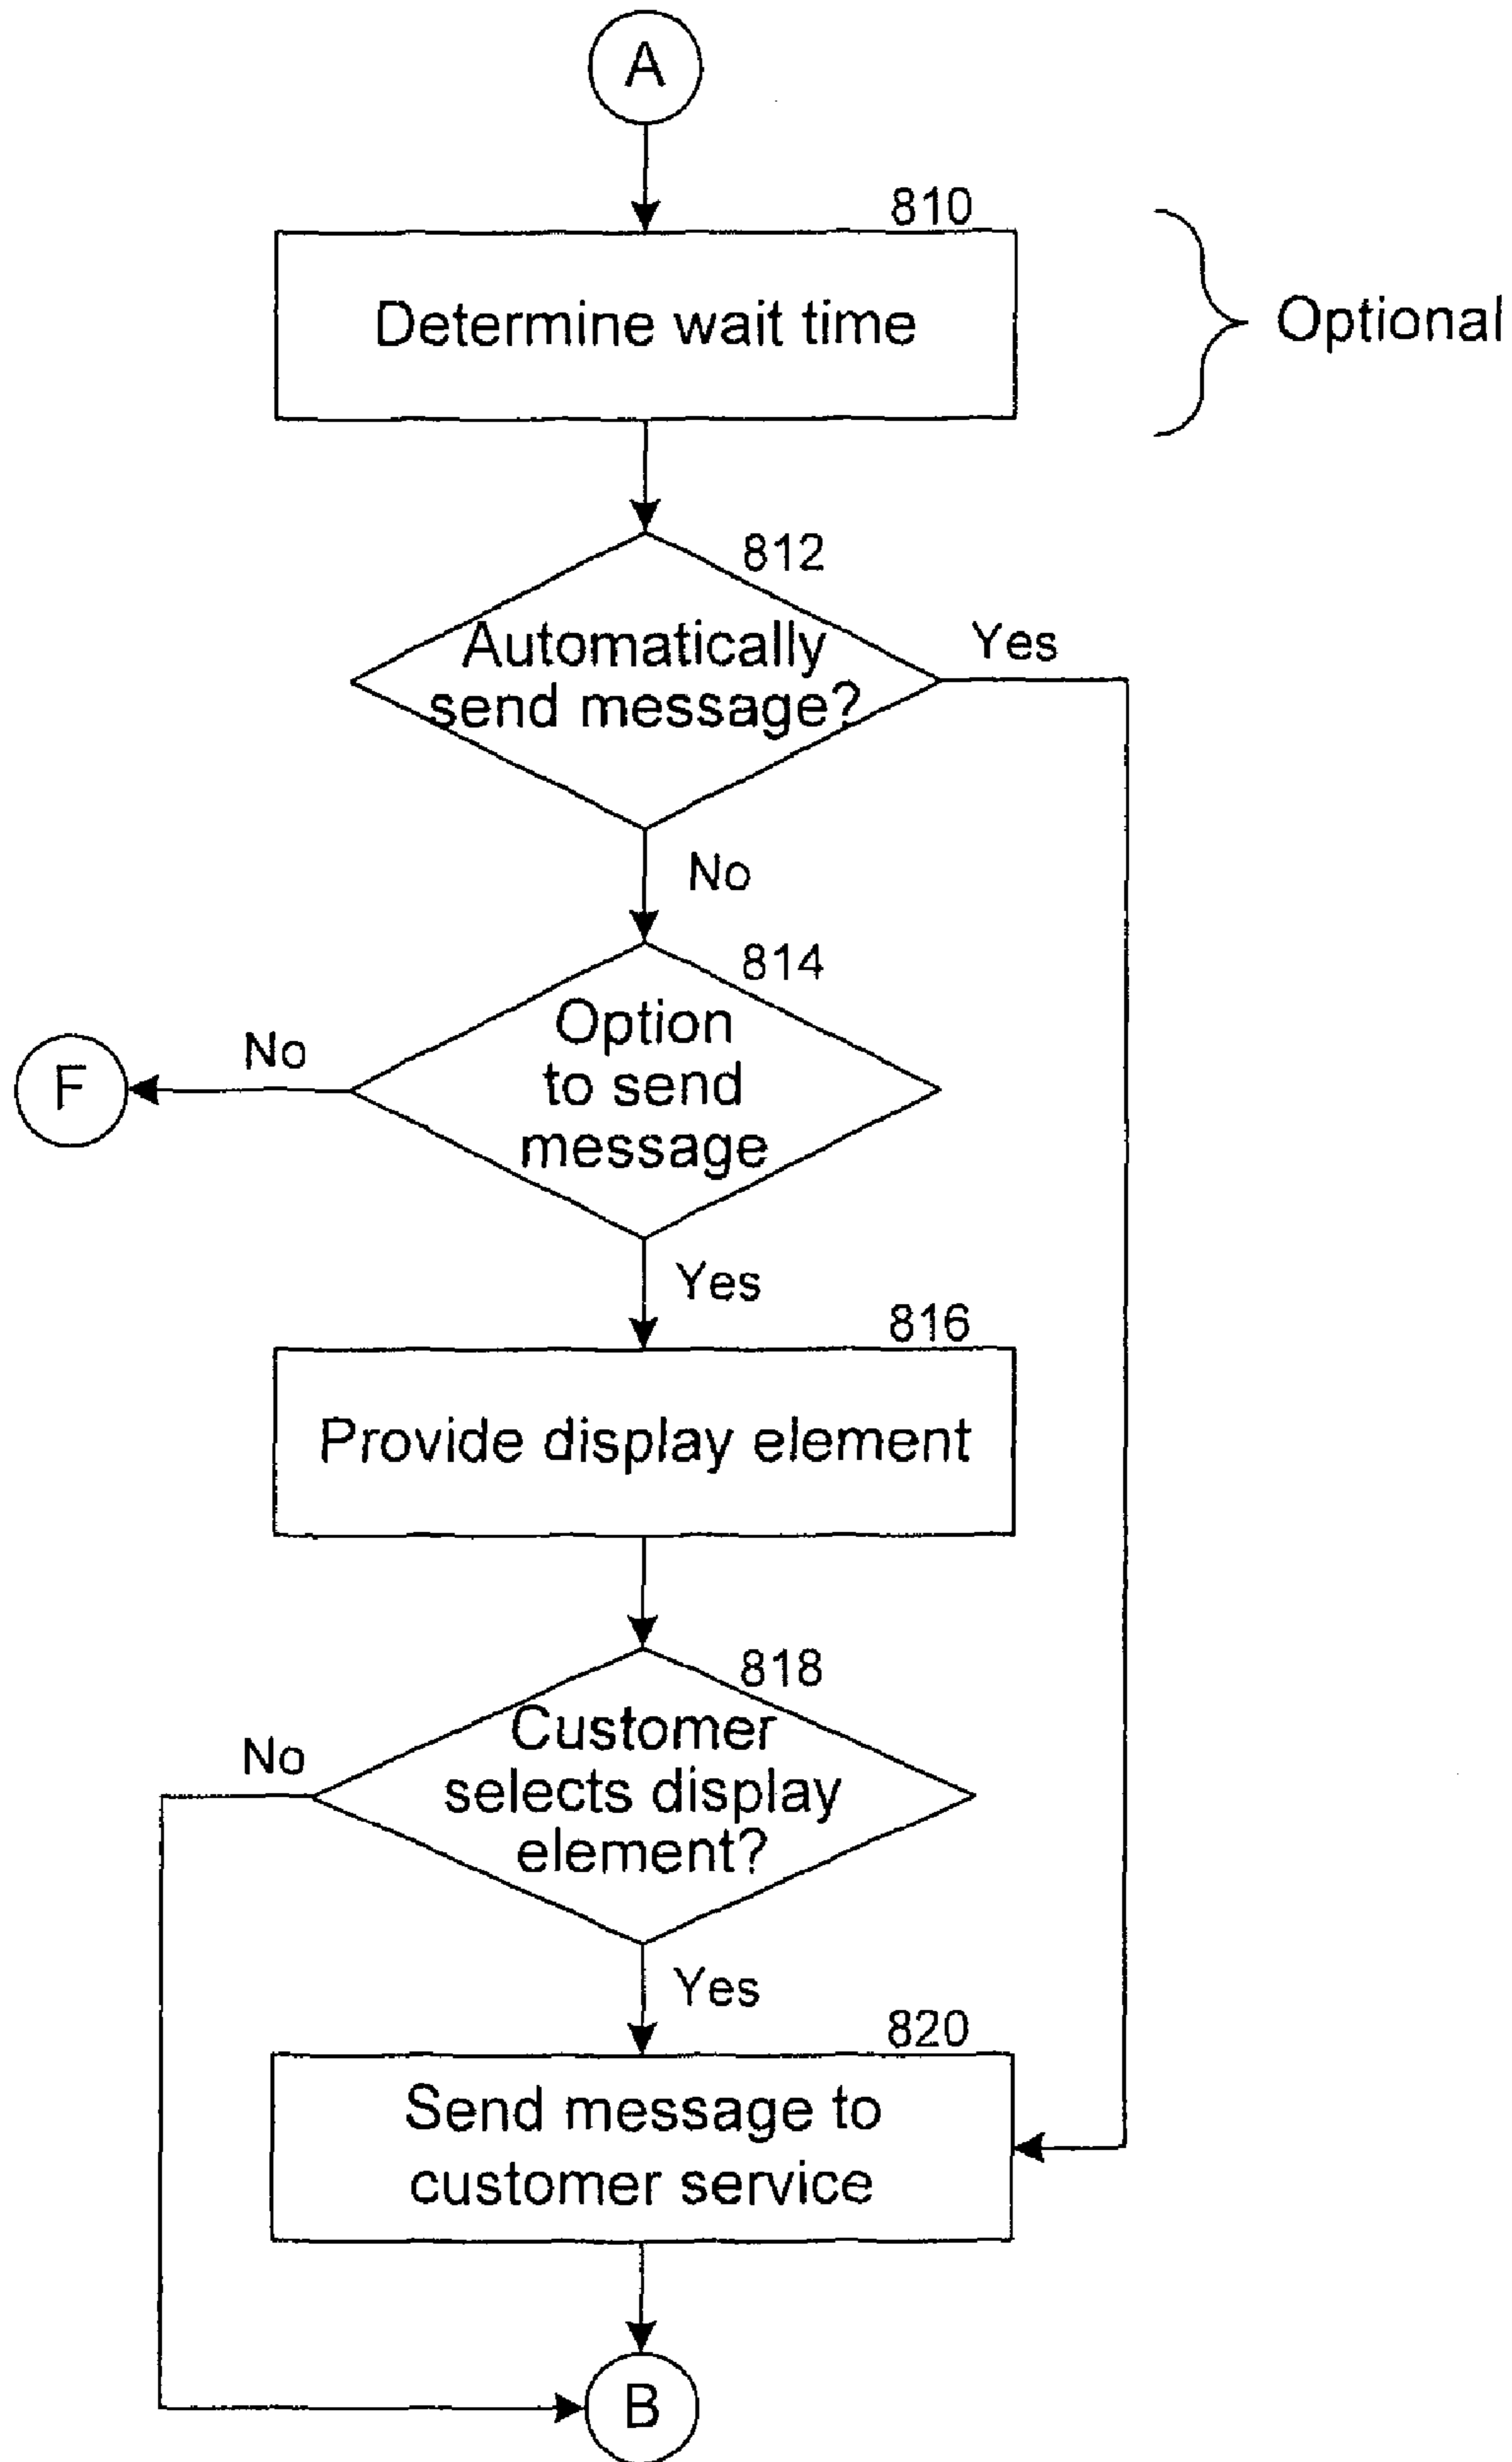 A
810
Determine wait time
Optional
812
Automatically
send message?
Yes
No
814
Option
to send
message
No
F
Yes
816
Provide display element
818
Customer
selects display
element?
No
Yes
820
Send message to
customer service
B